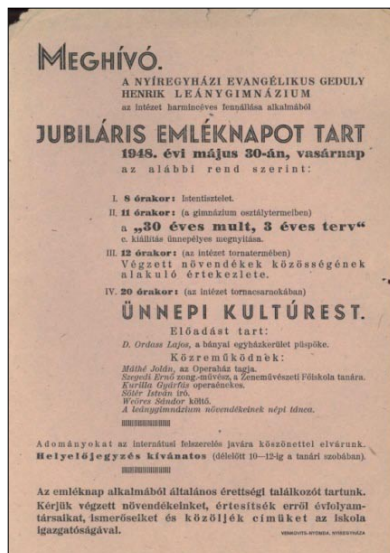 MEGHÍVÓ.
A NYÍREGYHÁZI EVANGÉLIKUS GEDULY
HENRIK LEÁNYGIMNÁZIUM
az intézet harmincéves fennállása alkalmából
JUBILÁRIS EMLÉKNAPOT TART
1948. évi május 30-án, vasárnap
az alábbi rend szerint:
I. 8 órakor: Istentisztelet.
II. 11 órakor: (a gimnázium osztálytermeiben)
a „30 éves mult, 3 éves terv“
c. kiállítás ünnepélyes megnyitása.
III. 12 órakor: (az intézet tornatermében)
Végzett növendékek közösségének
alakuló értekezlete.
IV. 20 órakor: (az intézet tornacsarnokában)
ÜNNEPI KULTÚREST.
Előadást tart:
D. Ordass Lajos, a bányai egyházkerület püspöke.
Közreműködnek:
Máthé Jolán, az Operaház tagja.
Szegedi Ernő zong.-művész, a Zeneművészeti Főiskola tanára.
Kurilla Gyárfás operaénekes.
Sőtér István író.
Weöres Sándor költő.
A leánygimnázium növendékeinek népi tánca.
Adományokat az internátusi felszerelés javára köszönettel elvárunk.
Helyelőjegyzés kívánatos (délelőtt 10—12-ig a tanári szobában).
Az emléknap alkalmából általános érettségi találkozót tartunk.
Kérjük végzett növendékeinket, értesítsék erről évfolyam-
társaikat, ismerőseiket és közöljék címüket az iskola
igazgatóságával.
NYOMDA, NYÍREGYHÁZA